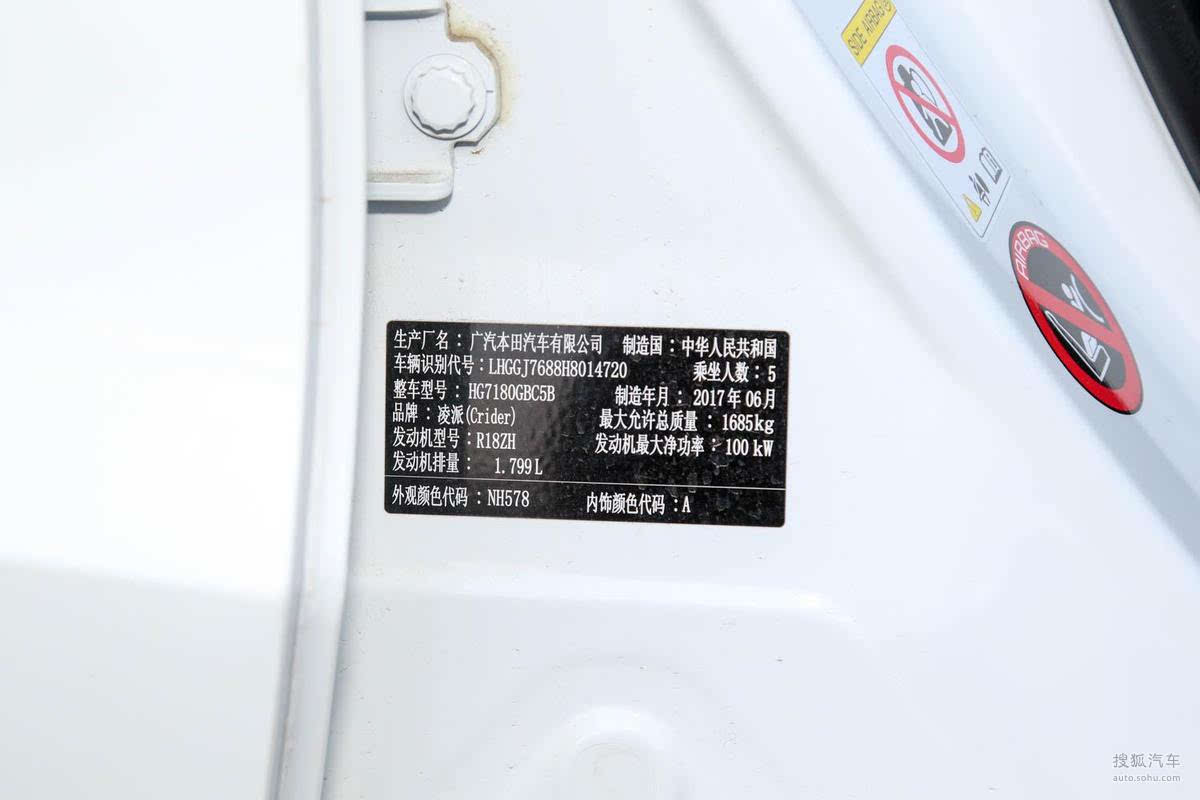 SIDE AIRBAG
AIRBAG
生产厂名：广汽本田汽车有限公司 制造国：中华人民共和国
车辆识别代号：LHGGJ7688H8014720 乘坐人数：5
整车型号：HG7180GBC5B 制造年月：2017年06月
品牌：凌派(Crider) 最大允许总质量：1685kg
发动机型号：R18ZH 发动机最大净功率：100 kW
发动机排量：1.799L
外观颜色代码：NH578 内饰颜色代码：A
搜狐汽车
auto.sohu.com